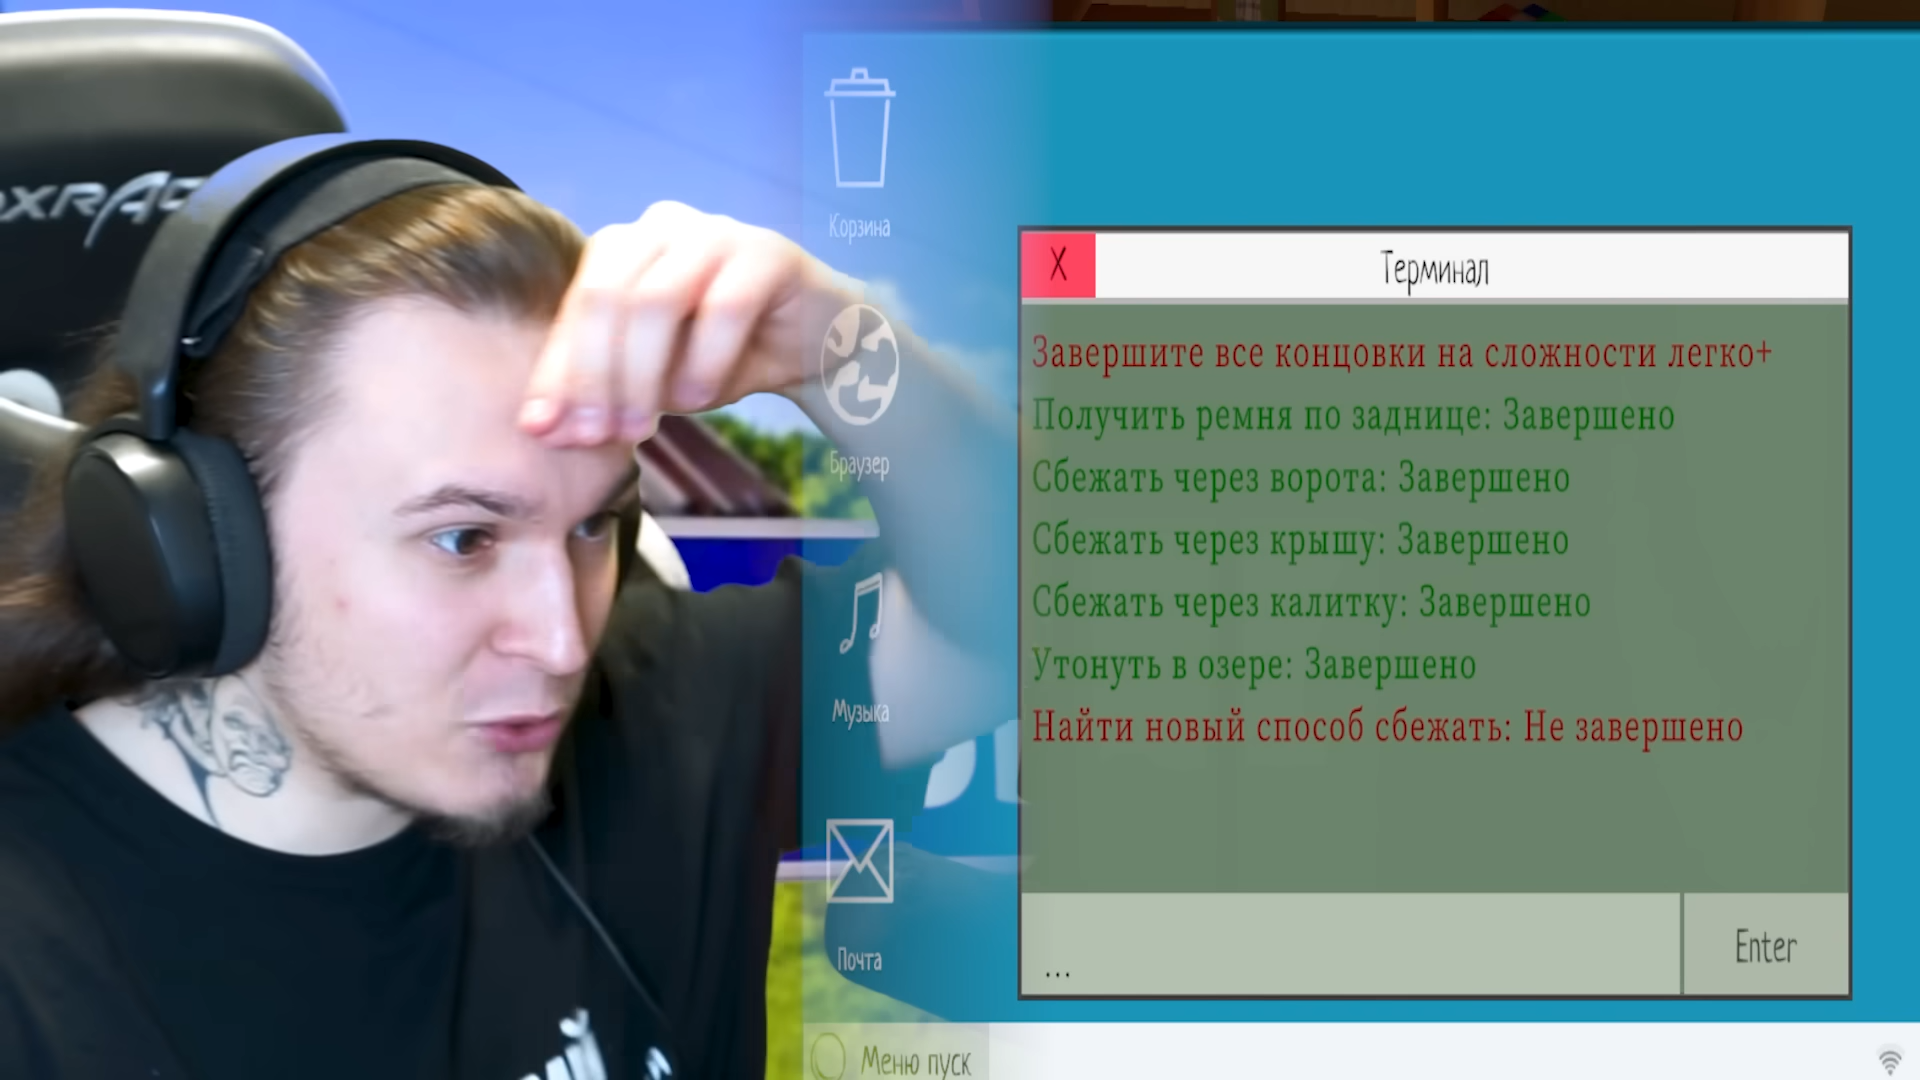 Корзина
Браузер
Музыка
Почта
Меню пуск
X
Терминал
Завершите все концовки на сложности легко+
Получить ремня по заднице: Завершено
Сбежать через ворота: Завершено
Сбежать через крышу: Завершено
Сбежать через калитку: Завершено
Утонуть в озере: Завершено
Найти новый способ сбежать: Не завершено
...
Enter